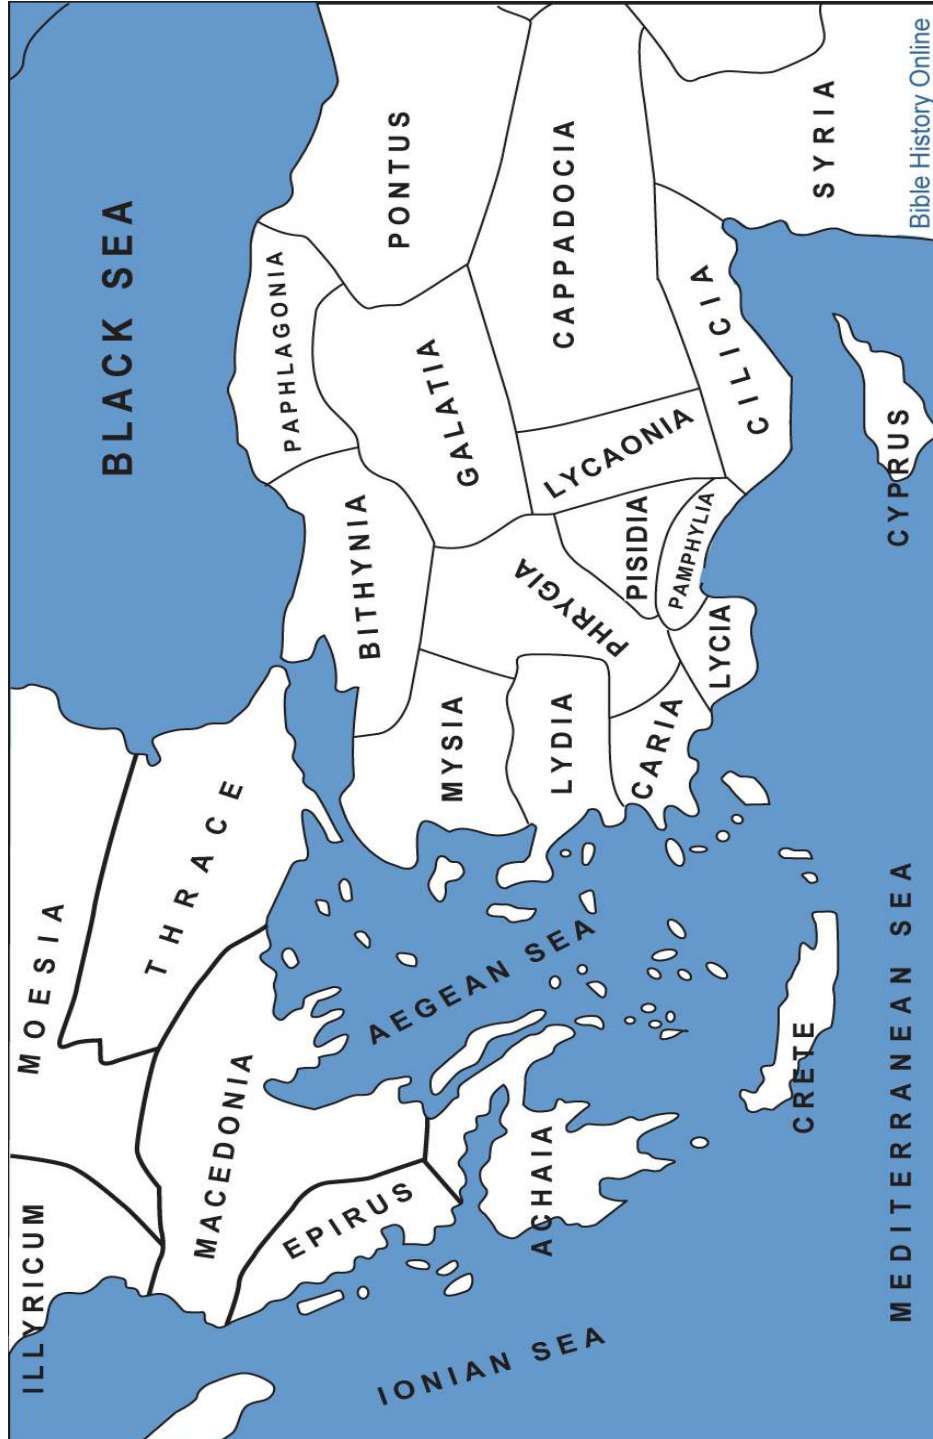 ILLYRICUM
MOESIA
BLACK SEA
THRACE
MACEDONIA
EPIRUS
PAPHLAGONIA
BITHYNIA
PONTUS
GALATIA
IONIAN SEA
AEGEAN SEA
MYSIA
PHRYGIA
CAPPADOCIA
ACHAIA
LYDIA
LYCAONIA
PISIDIA
CARIA
PAMPHYLIA
LYCIA
CILICIA
CRETE
SYRIA
CYPRUS
MEDITERRANEAN SEA
Bible History Online